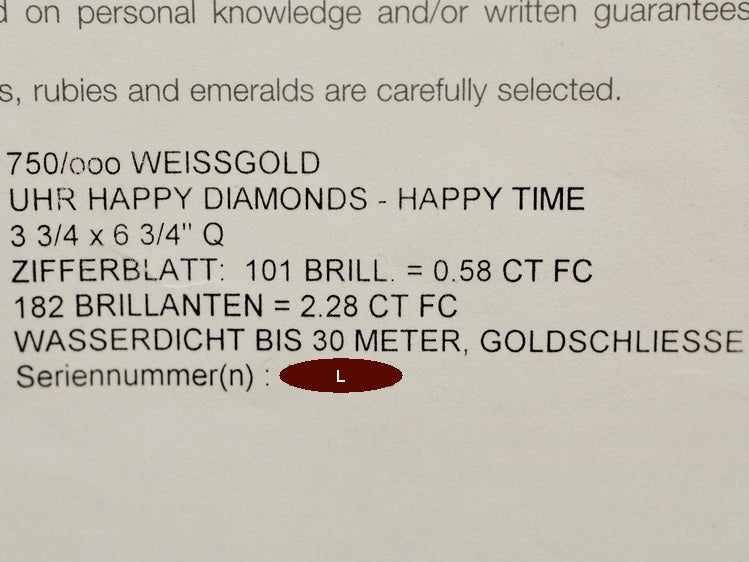 on personal knowledge and/or written guarantees
rubies and emeralds are carefully selected.
750/ooo WEISSGOLD
UHR HAPPY DIAMONDS - HAPPY TIME
3 3/4 x 6 3/4" Q
ZIFFERBLATT: 101 BRILL. = 0.58 CT FC
182 BRILLANTEN = 2.28 CT FC
WASSERDICHT BIS 30 METER, GOLDSCHLIESSE
Seriennummer(n) : L